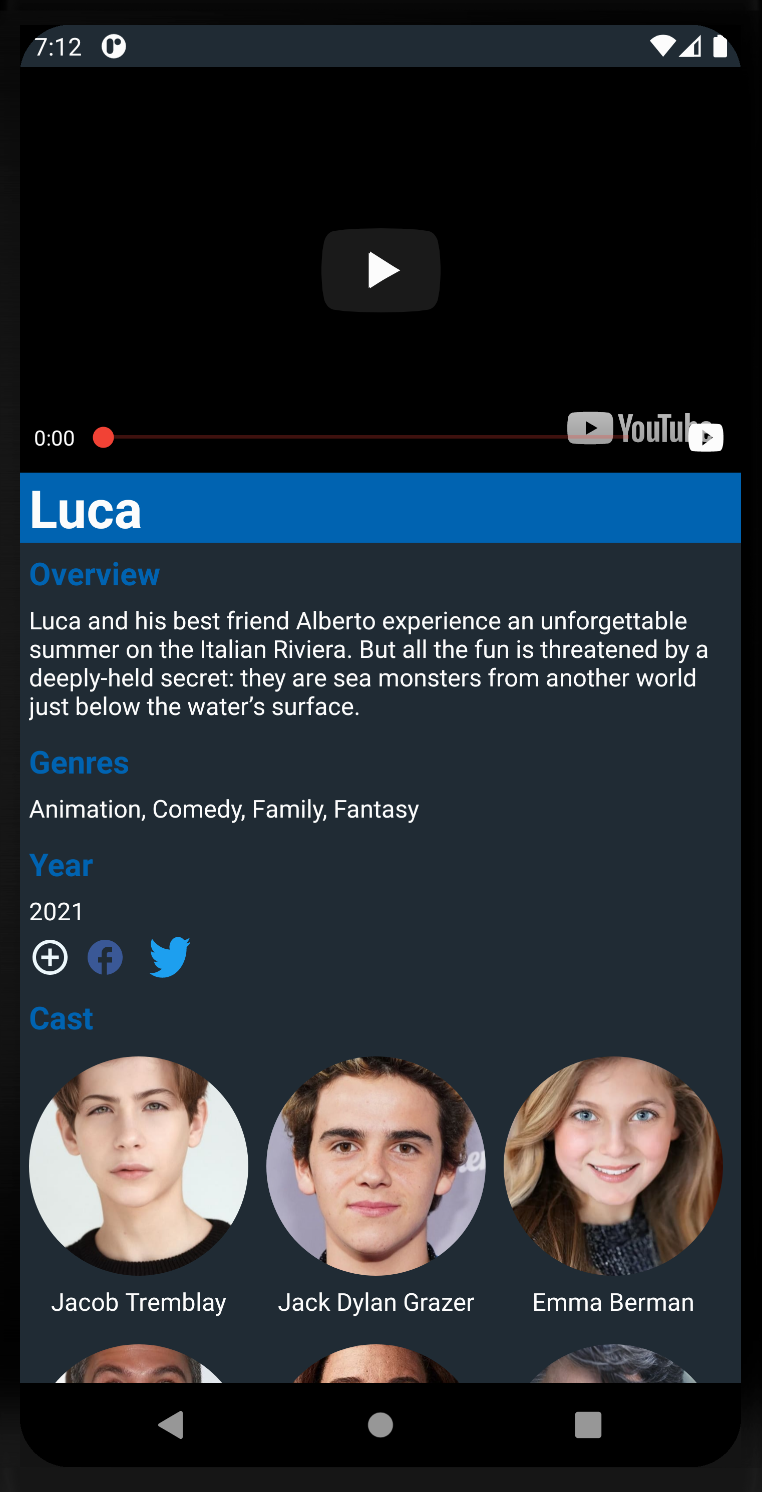 7:12
0:00
YouTube
Luca
Overview
Luca and his best friend Alberto experience an unforgettable
summer on the Italian Riviera. But all the fun is threatened by a
deeply-held secret: they are sea monsters from another world
just below the water’s surface.
Genres
Animation, Comedy, Family, Fantasy
Year
2021
Cast
Jacob Tremblay
Jack Dylan Grazer
Emma Berman